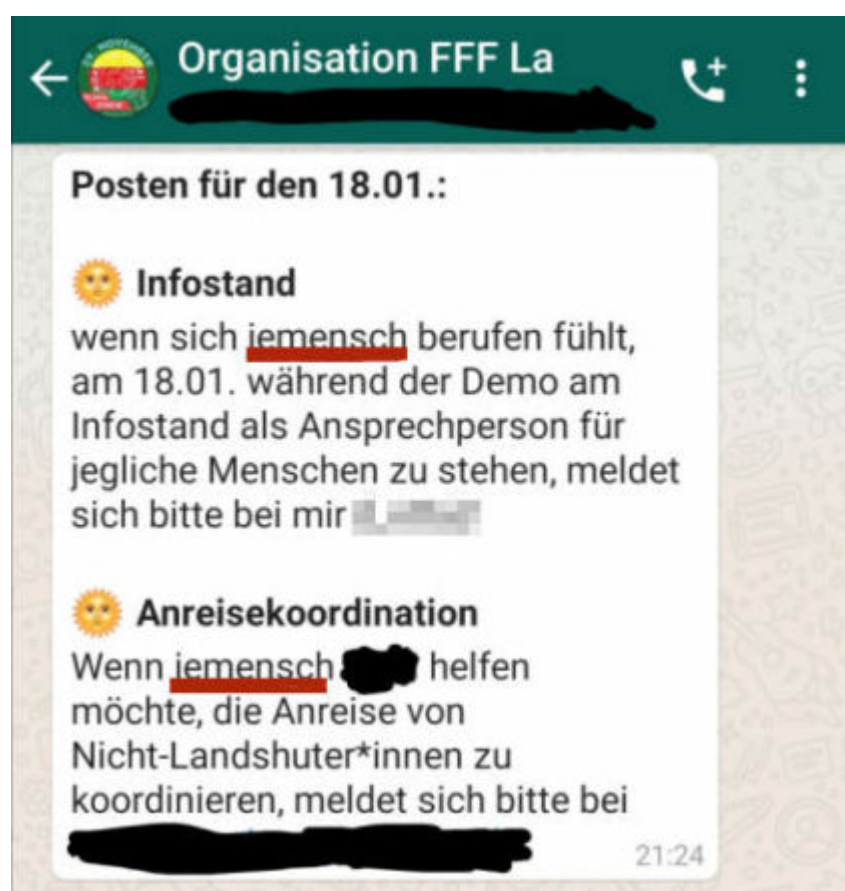 Organisation FFF La
Posten für den 18.01.:
Infostand
wenn sich jemensch berufen fühlt,
am 18.01. während der Demo am
Infostand als Ansprechperson für
jegliche Menschen zu stehen, meldet
sich bitte bei mir
Anreisekoordination
Wenn jemensch helfen
möchte, die Anreise von
Nicht-Landshuter*innen zu
koordinieren, meldet sich bitte bei
21:24